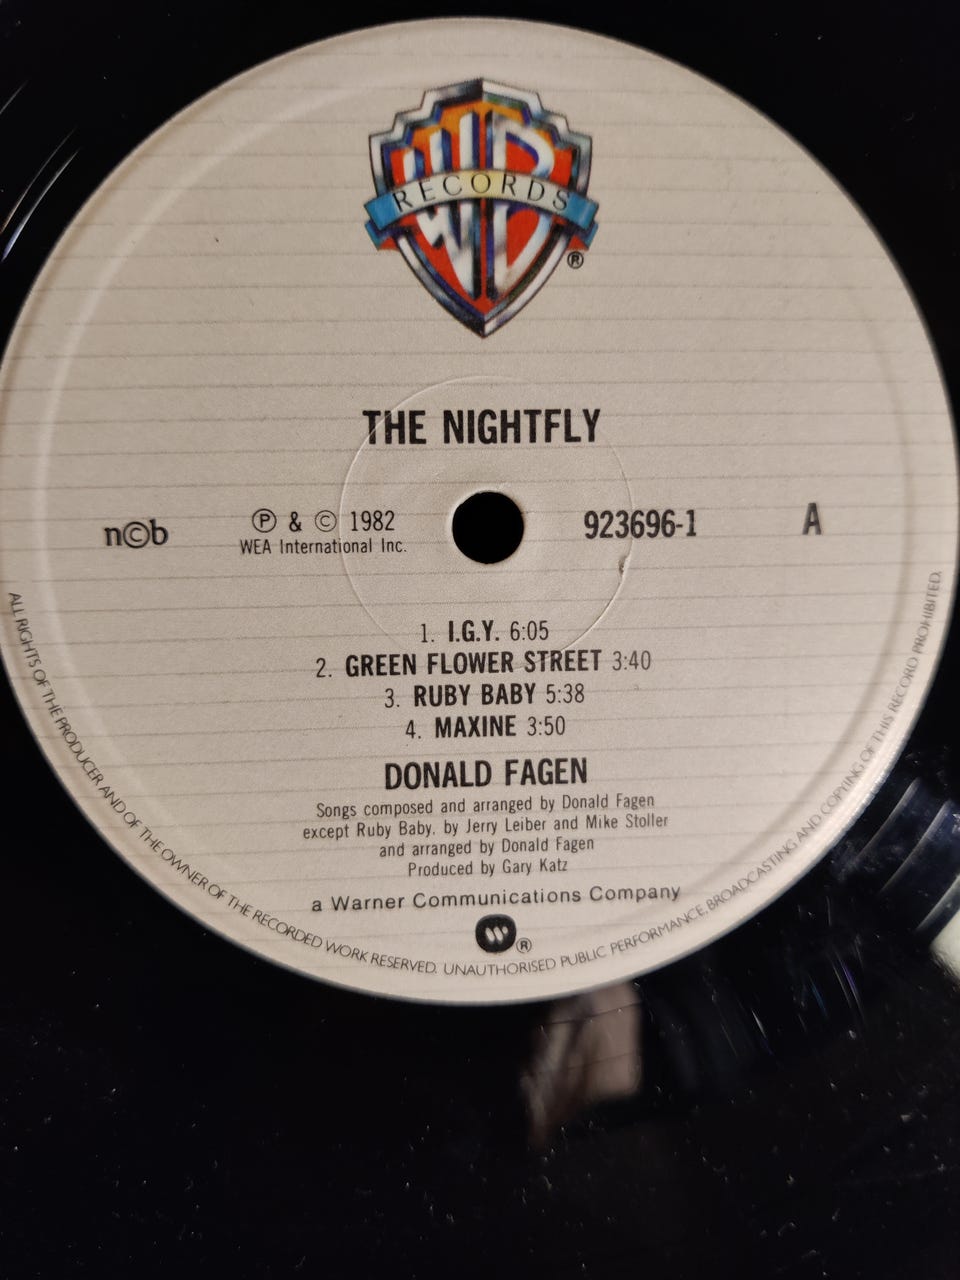 WB
RECORDS
®
THE NIGHTFLY
n©b
℗ & © 1982
WEA International Inc.
923696-1
A
1. I.G.Y. 6:05
2. GREEN FLOWER STREET 3:40
3. RUBY BABY 5:38
4. MAXINE 3:50
DONALD FAGEN
Songs composed and arranged by Donald Fagen
except Ruby Baby, by Jerry Leiber and Mike Stoller
and arranged by Donald Fagen
Produced by Gary Katz
a Warner Communications Company
®
ALL RIGHTS OF THE PRODUCER AND OF THE OWNER OF THE RECORDED WORK RESERVED. UNAUTHORISED PUBLIC PERFORMANCE, BROADCASTING AND COPYING OF THIS RECORD PROHIBITED.